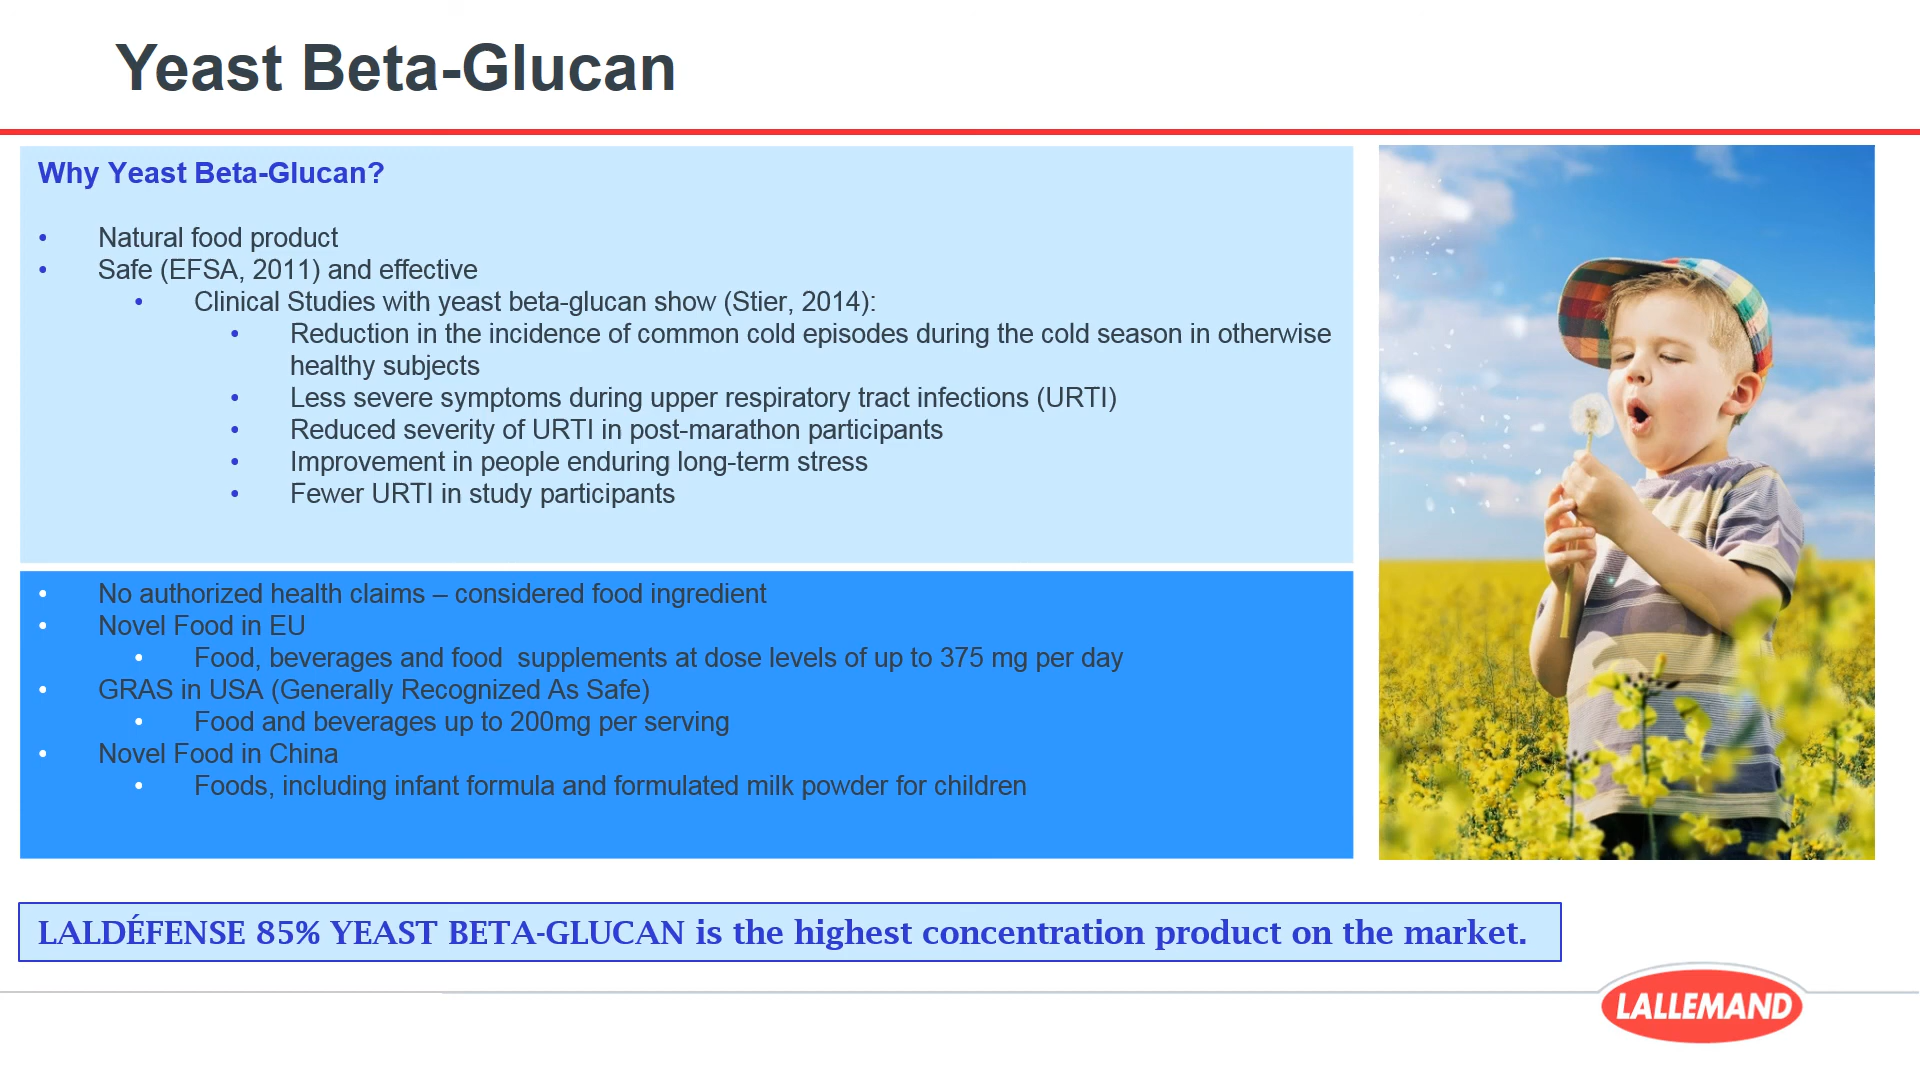 Yeast Beta-Glucan
Why Yeast Beta-Glucan?
• Natural food product
• Safe (EFSA, 2011) and effective
• Clinical Studies with yeast beta-glucan show (Stier, 2014):
• Reduction in the incidence of common cold episodes during the cold season in otherwise
healthy subjects
• Less severe symptoms during upper respiratory tract infections (URTI)
• Reduced severity of URTI in post-marathon participants
• Improvement in people enduring long-term stress
• Fewer URTI in study participants
• No authorized health claims – considered food ingredient
• Novel Food in EU
• Food, beverages and food  supplements at dose levels of up to 375 mg per day
• GRAS in USA (Generally Recognized As Safe)
• Food and beverages up to 200mg per serving
• Novel Food in China
• Foods, including infant formula and formulated milk powder for children
LALDÉFENSE 85% YEAST BETA-GLUCAN is the highest concentration product on the market.
LALLEMAND